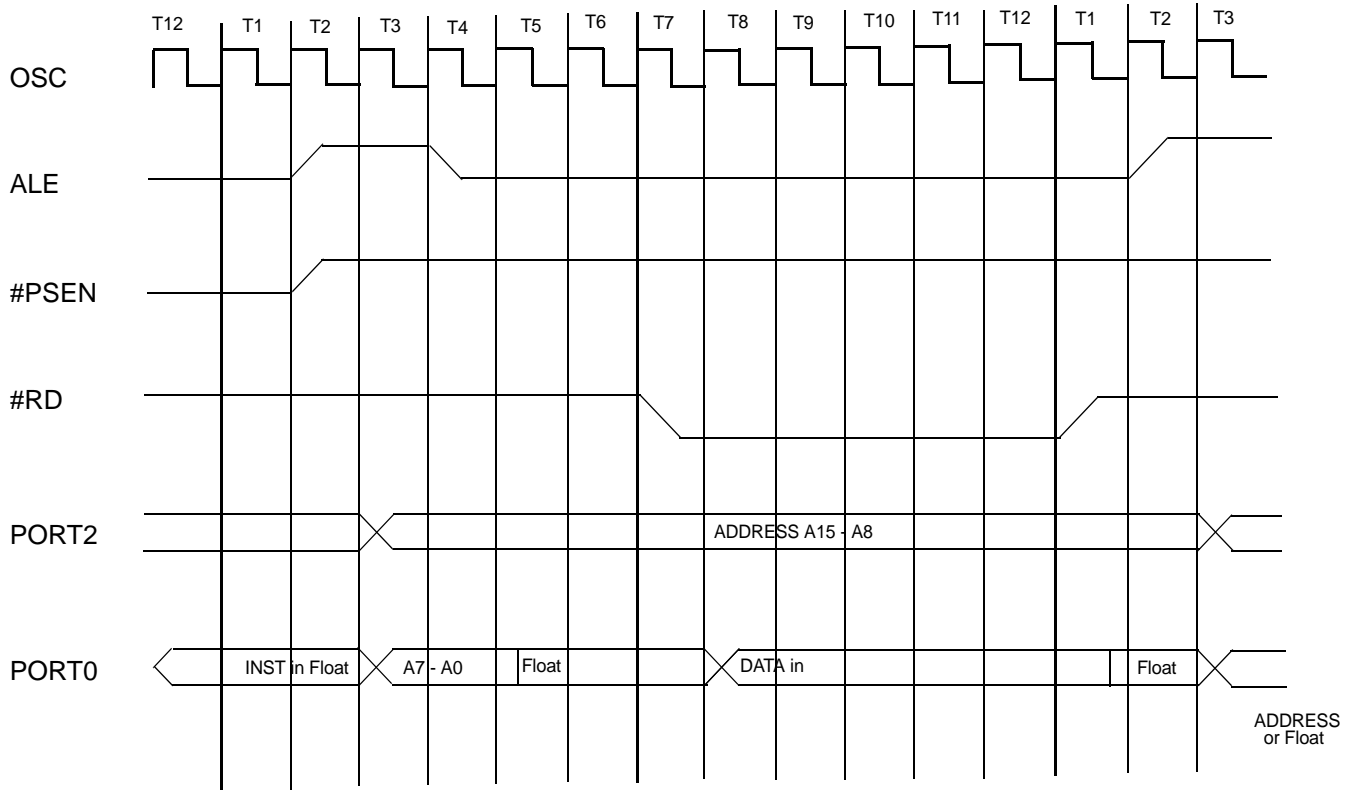 T12 T1 T2 T3 T4 T5 T6 T7 T8 T9 T10 T11 T12 T1 T2 T3
OSC
ALE
#PSEN
#RD
PORT2
ADDRESS A15 - A8
PORT0
INST in Float A7 - A0 Float DATA in Float
ADDRESS
or Float